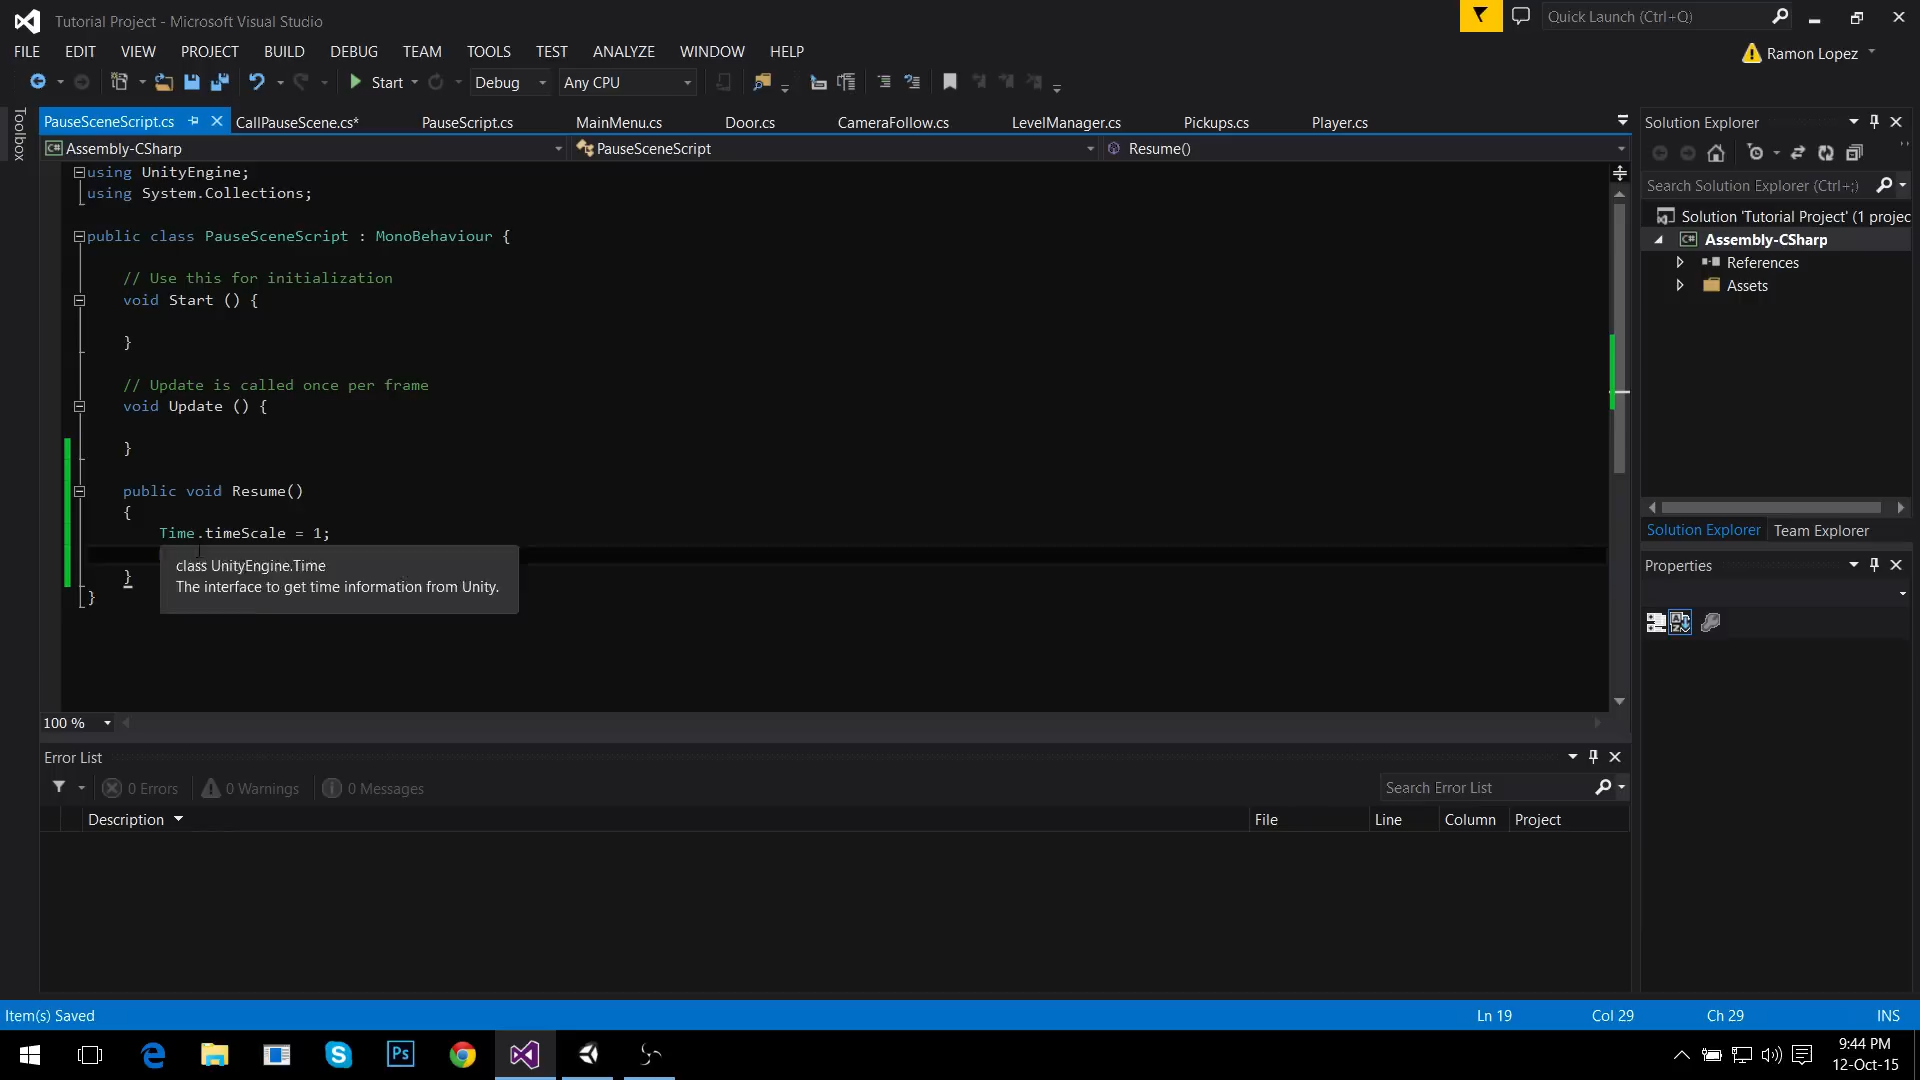 Tutorial Project - Microsoft Visual Studio
Quick Launch (Ctrl+Q)
FILE EDIT VIEW PROJECT BUILD DEBUG TEAM TOOLS TEST ANALYZE WINDOW HELP
Ramon Lopez
Start Debug Any CPU
Toolbox
PauseSceneScript.cs CallPauseScene.cs* PauseScript.cs MainMenu.cs Door.cs CameraFollow.cs LevelManager.cs Pickups.cs Player.cs
Assembly-CSharp PauseSceneScript Resume()
using UnityEngine;
using System.Collections;
public class PauseSceneScript : MonoBehaviour {
// Use this for initialization
void Start () {
}
// Update is called once per frame
void Update () {
}
public void Resume()
{
Time.timeScale = 1;
class UnityEngine.Time
The interface to get time information from Unity.
}
}
100 %
Solution Explorer
Search Solution Explorer (Ctrl+;)
Solution 'Tutorial Project' (1 projec
Assembly-CSharp
References
Assets
Solution Explorer Team Explorer
Properties
Error List
0 Errors 0 Warnings 0 Messages
Search Error List
Description File Line Column Project
Item(s) Saved Ln 19 Col 29 Ch 29 INS
Ps
9:44 PM
12-Oct-15